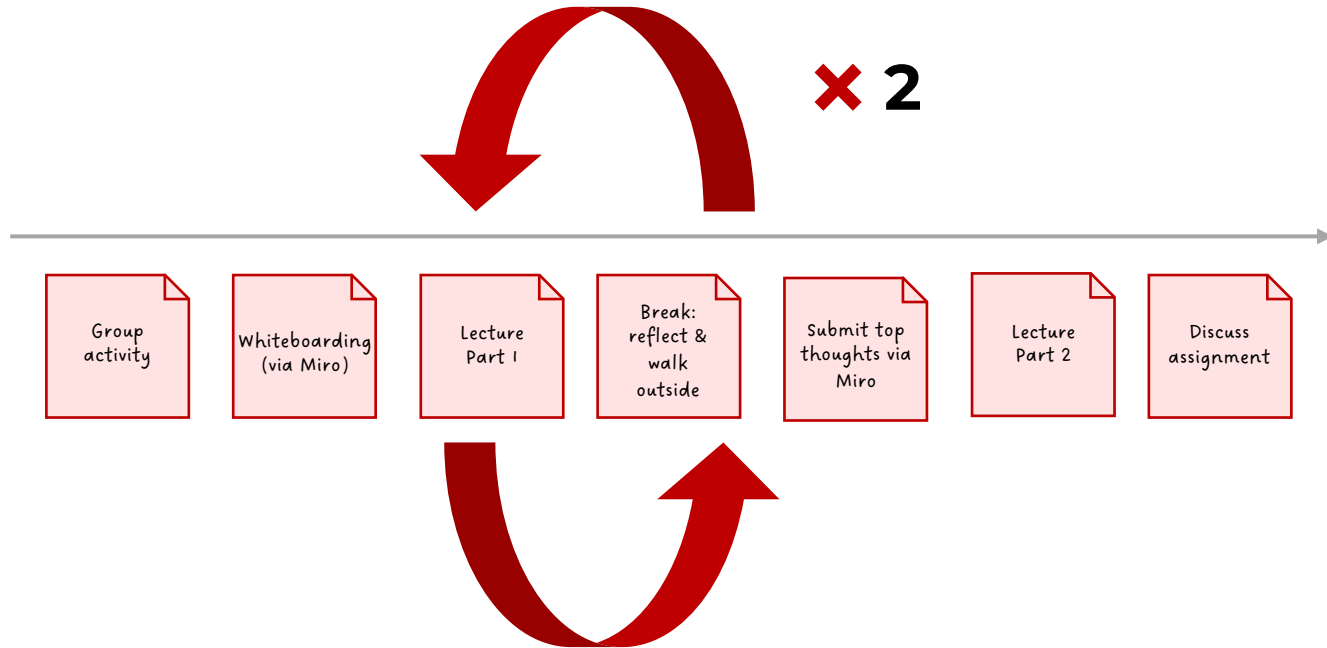 × 2
Group
activity
Whiteboarding
(via Miro)
Lecture
Part 1
Break:
reflect &
walk
outside
Submit top
thoughts via
Miro
Lecture
Part 2
Discuss
assignment